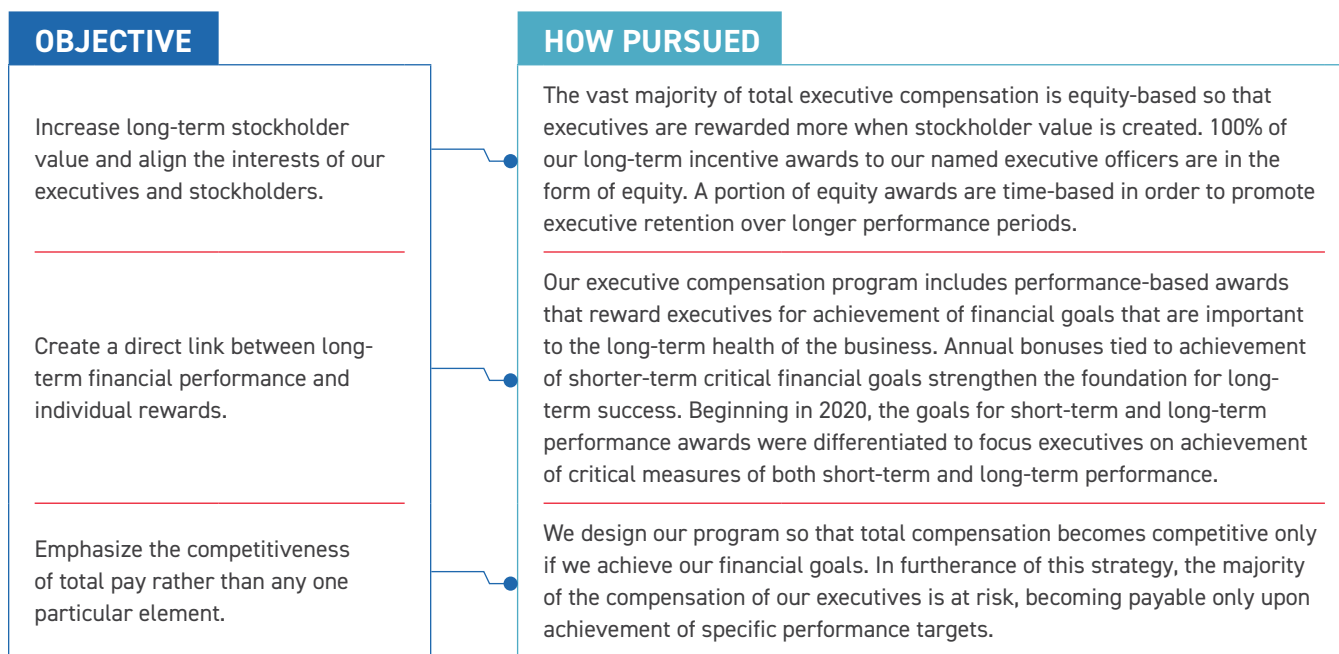 OBJECTIVE
HOW PURSUED
Increase long-term stockholder
value and align the interests of our
executives and stockholders.
The vast majority of total executive compensation is equity-based so that
executives are rewarded more when stockholder value is created. 100% of
our long-term incentive awards to our named executive officers are in the
form of equity. A portion of equity awards are time-based in order to promote
executive retention over longer performance periods.
Create a direct link between long-
term financial performance and
individual rewards.
Our executive compensation program includes performance-based awards
that reward executives for achievement of financial goals that are important
to the long-term health of the business. Annual bonuses tied to achievement
of shorter-term critical financial goals strengthen the foundation for long-
term success. Beginning in 2020, the goals for short-term and long-term
performance awards were differentiated to focus executives on achievement
of critical measures of both short-term and long-term performance.
Emphasize the competitiveness
of total pay rather than any one
particular element.
We design our program so that total compensation becomes competitive only
if we achieve our financial goals. In furtherance of this strategy, the majority
of the compensation of our executives is at risk, becoming payable only upon
achievement of specific performance targets.